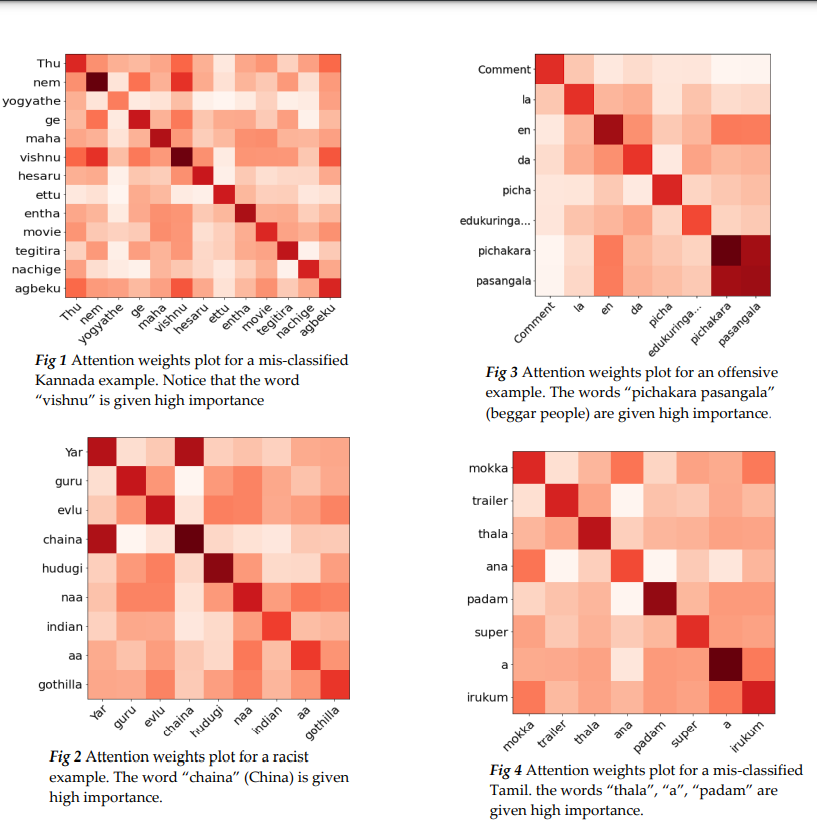 Thu
nem
yogyathe
ge
maha
vishnu
hesaru
ettu
entha
movie
tegitira
nachige
agbeku
Thu
nem
yogyathe
ge
maha
vishnu
hesaru
ettu
entha
movie
tegitira
nachige
agbeku
Fig 1 Attention weights plot for a mis-classified
Kannada example. Notice that the word
“vishnu” is given high importance
Yar
guru
evlu
chaina
hudugi
naa
indian
aa
gothilla
Yar
guru
evlu
chaina
hudugi
naa
indian
aa
gothilla
Fig 2 Attention weights plot for a racist
example. The word “chaina” (China) is given
high importance.
Comment
la
en
da
picha
edukuringa...
pichakara
pasangala
Comment
la
en
da
picha
edukuringa...
pichakara
pasangala
Fig 3 Attention weights plot for an offensive
example. The words “pichakara pasangala”
(beggar people) are given high importance.
mokka
trailer
thala
ana
padam
super
a
irukum
mokka
trailer
thala
ana
padam
super
a
irukum
Fig 4 Attention weights plot for a mis-classified
Tamil. the words “thala”, “a”, “padam” are
given high importance.